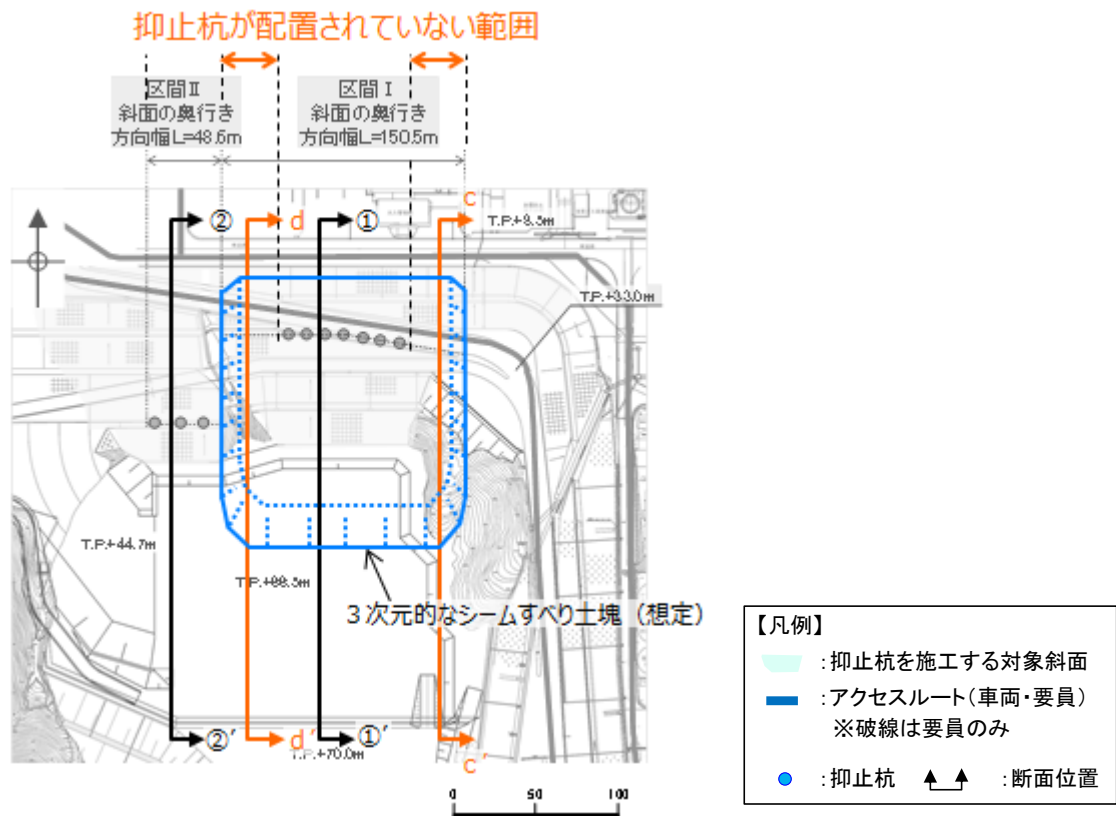 抑止杭が配置されていない範囲
区間Ⅱ
斜面の奥行き
方向幅L=48.6m
区間Ⅰ
斜面の奥行き
方向幅L=150.5m
②
d
①
c
T.P.+8.5m
T.P.+33.0m
T.P.+44.7m
T.P.+88.5m
3次元的なシームすべり土塊（想定）
②′
d′
①′
c′
T.P.+70.0m
0 50 100
【凡例】
：抑止杭を施工する対象斜面
：アクセスルート（車両・要員）
※破線は要員のみ
：抑止杭 ：断面位置